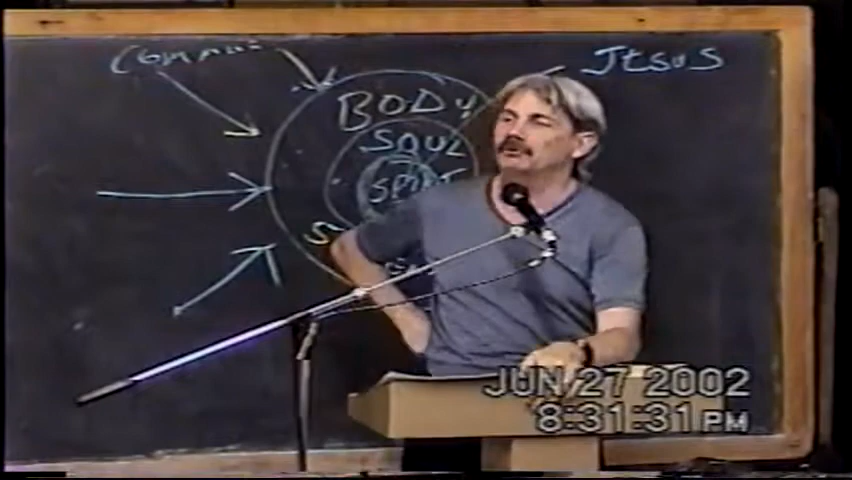 JESUS
BODY
SOUL
SPIRIT
JUN 27 2002
8:31:31 PM